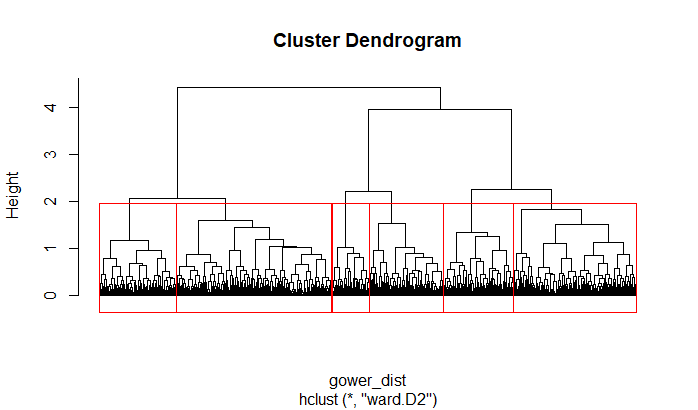 Cluster Dendrogram
Height
4
3
2
1
0
gower_dist
hclust (*, "ward.D2")